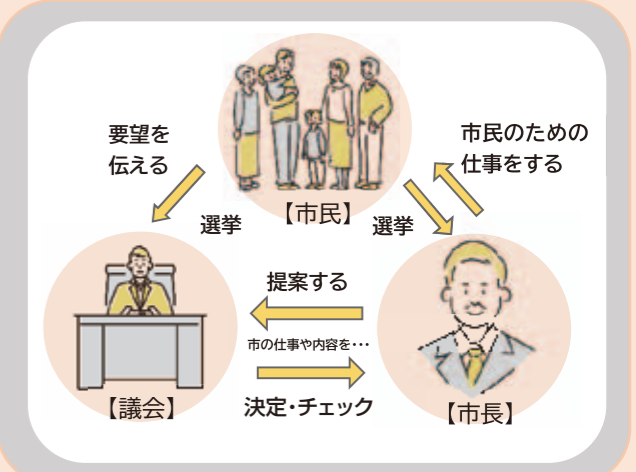 要望を
伝える
市民のための
仕事をする
【市民】
選挙
選挙
提案する
市の仕事や内容を･･･
決定・チェック
【議会】
【市長】